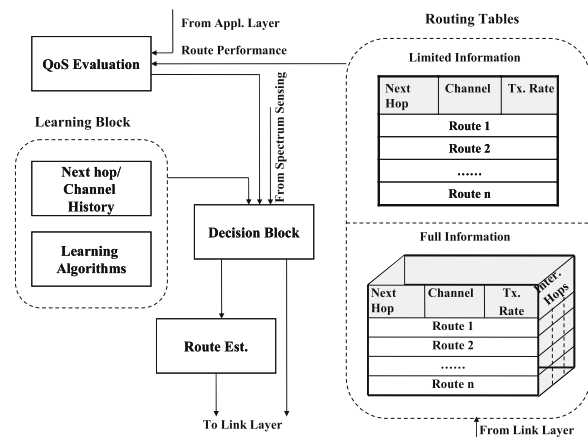 From Appl. Layer
Routing Tables
Route Performance
QoS Evaluation
Limited Information
Next Hop
Channel
Tx. Rate
Route 1
Route 2
......
Route n
Learning Block
From Spectrum Sensing
Next hop/
Channel
History
Learning
Algorithms
Decision Block
Full Information
Inter.
Hops
Next
Hop
Channel
Tx.
Rate
Route 1
Route 2
......
Route n
Route Est.
To Link Layer
From Link Layer